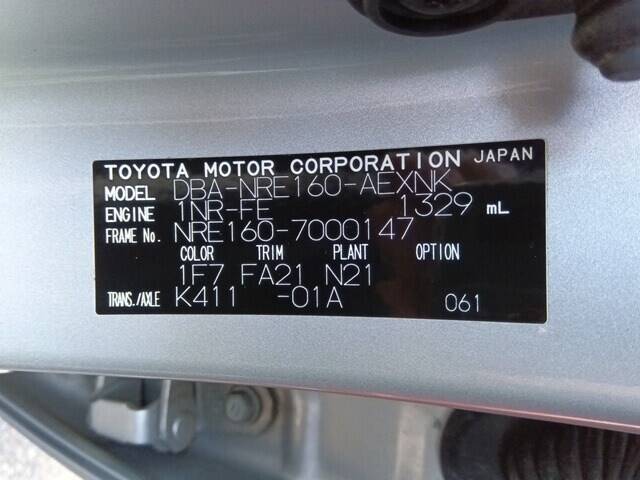 TOYOTA MOTOR CORPORATION JAPAN
MODEL DBA-NRE160-AEXNK
ENGINE 1NR-FE 1329 mL
FRAME No. NRE160-7000147
COLOR TRIM PLANT OPTION
1F7 FA21 N21
TRANS./AXLE K411 -01A 061